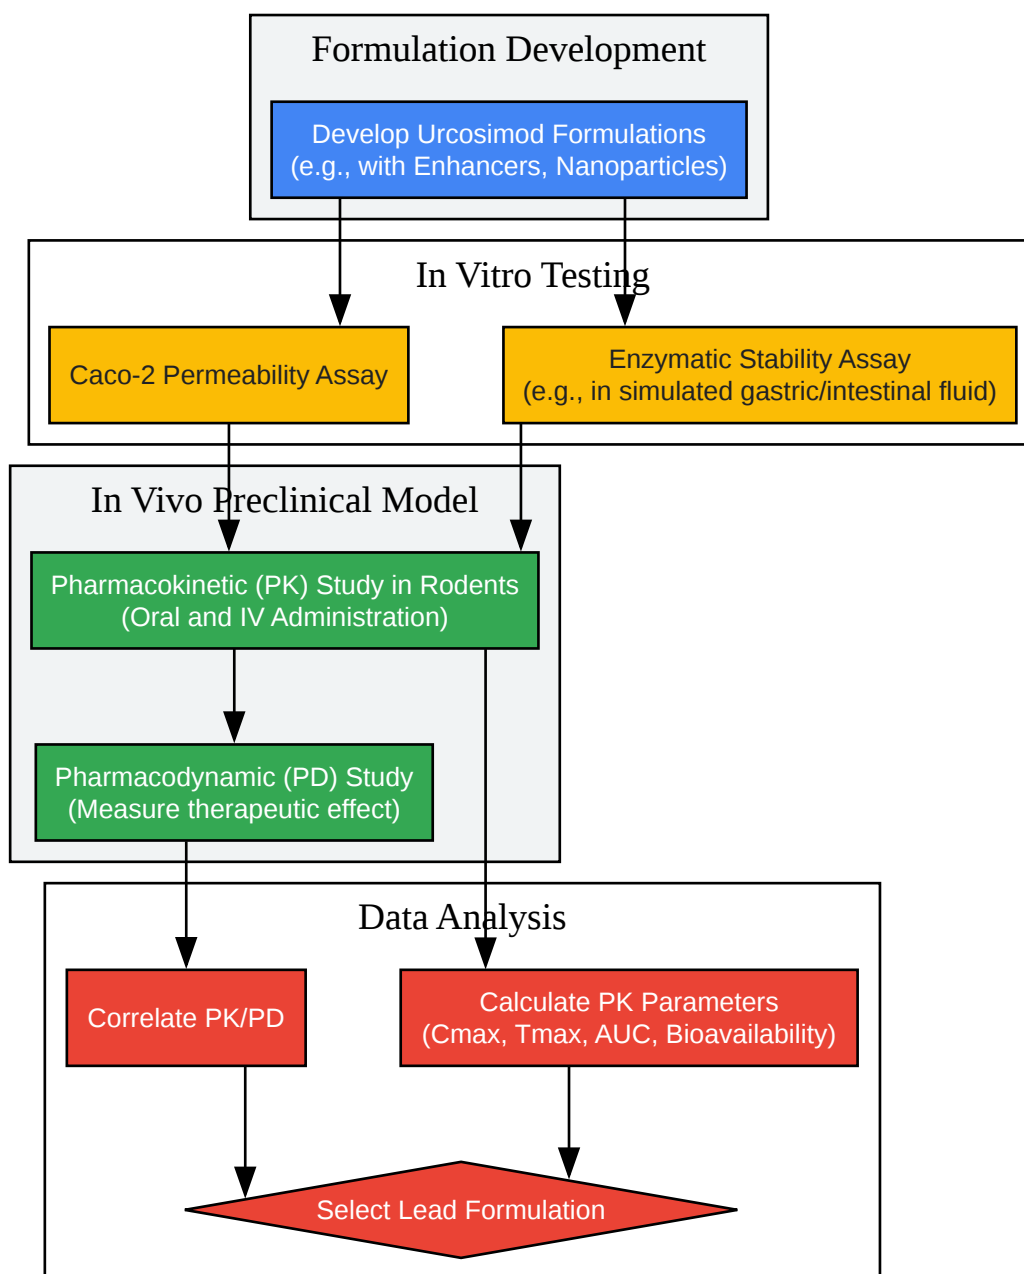 Formulation Development
Develop Urcosimod Formulations
(e.g., with Enhancers, Nanoparticles)
In Vitro Testing
Caco-2 Permeability Assay
Enzymatic Stability Assay
(e.g., in simulated gastric/intestinal fluid)
In Vivo Preclinical Model
Pharmacokinetic (PK) Study in Rodents
(Oral and IV Administration)
Pharmacodynamic (PD) Study
(Measure therapeutic effect)
Data Analysis
Correlate PK/PD
Calculate PK Parameters
(Cmax, Tmax, AUC, Bioavailability)
Select Lead Formulation